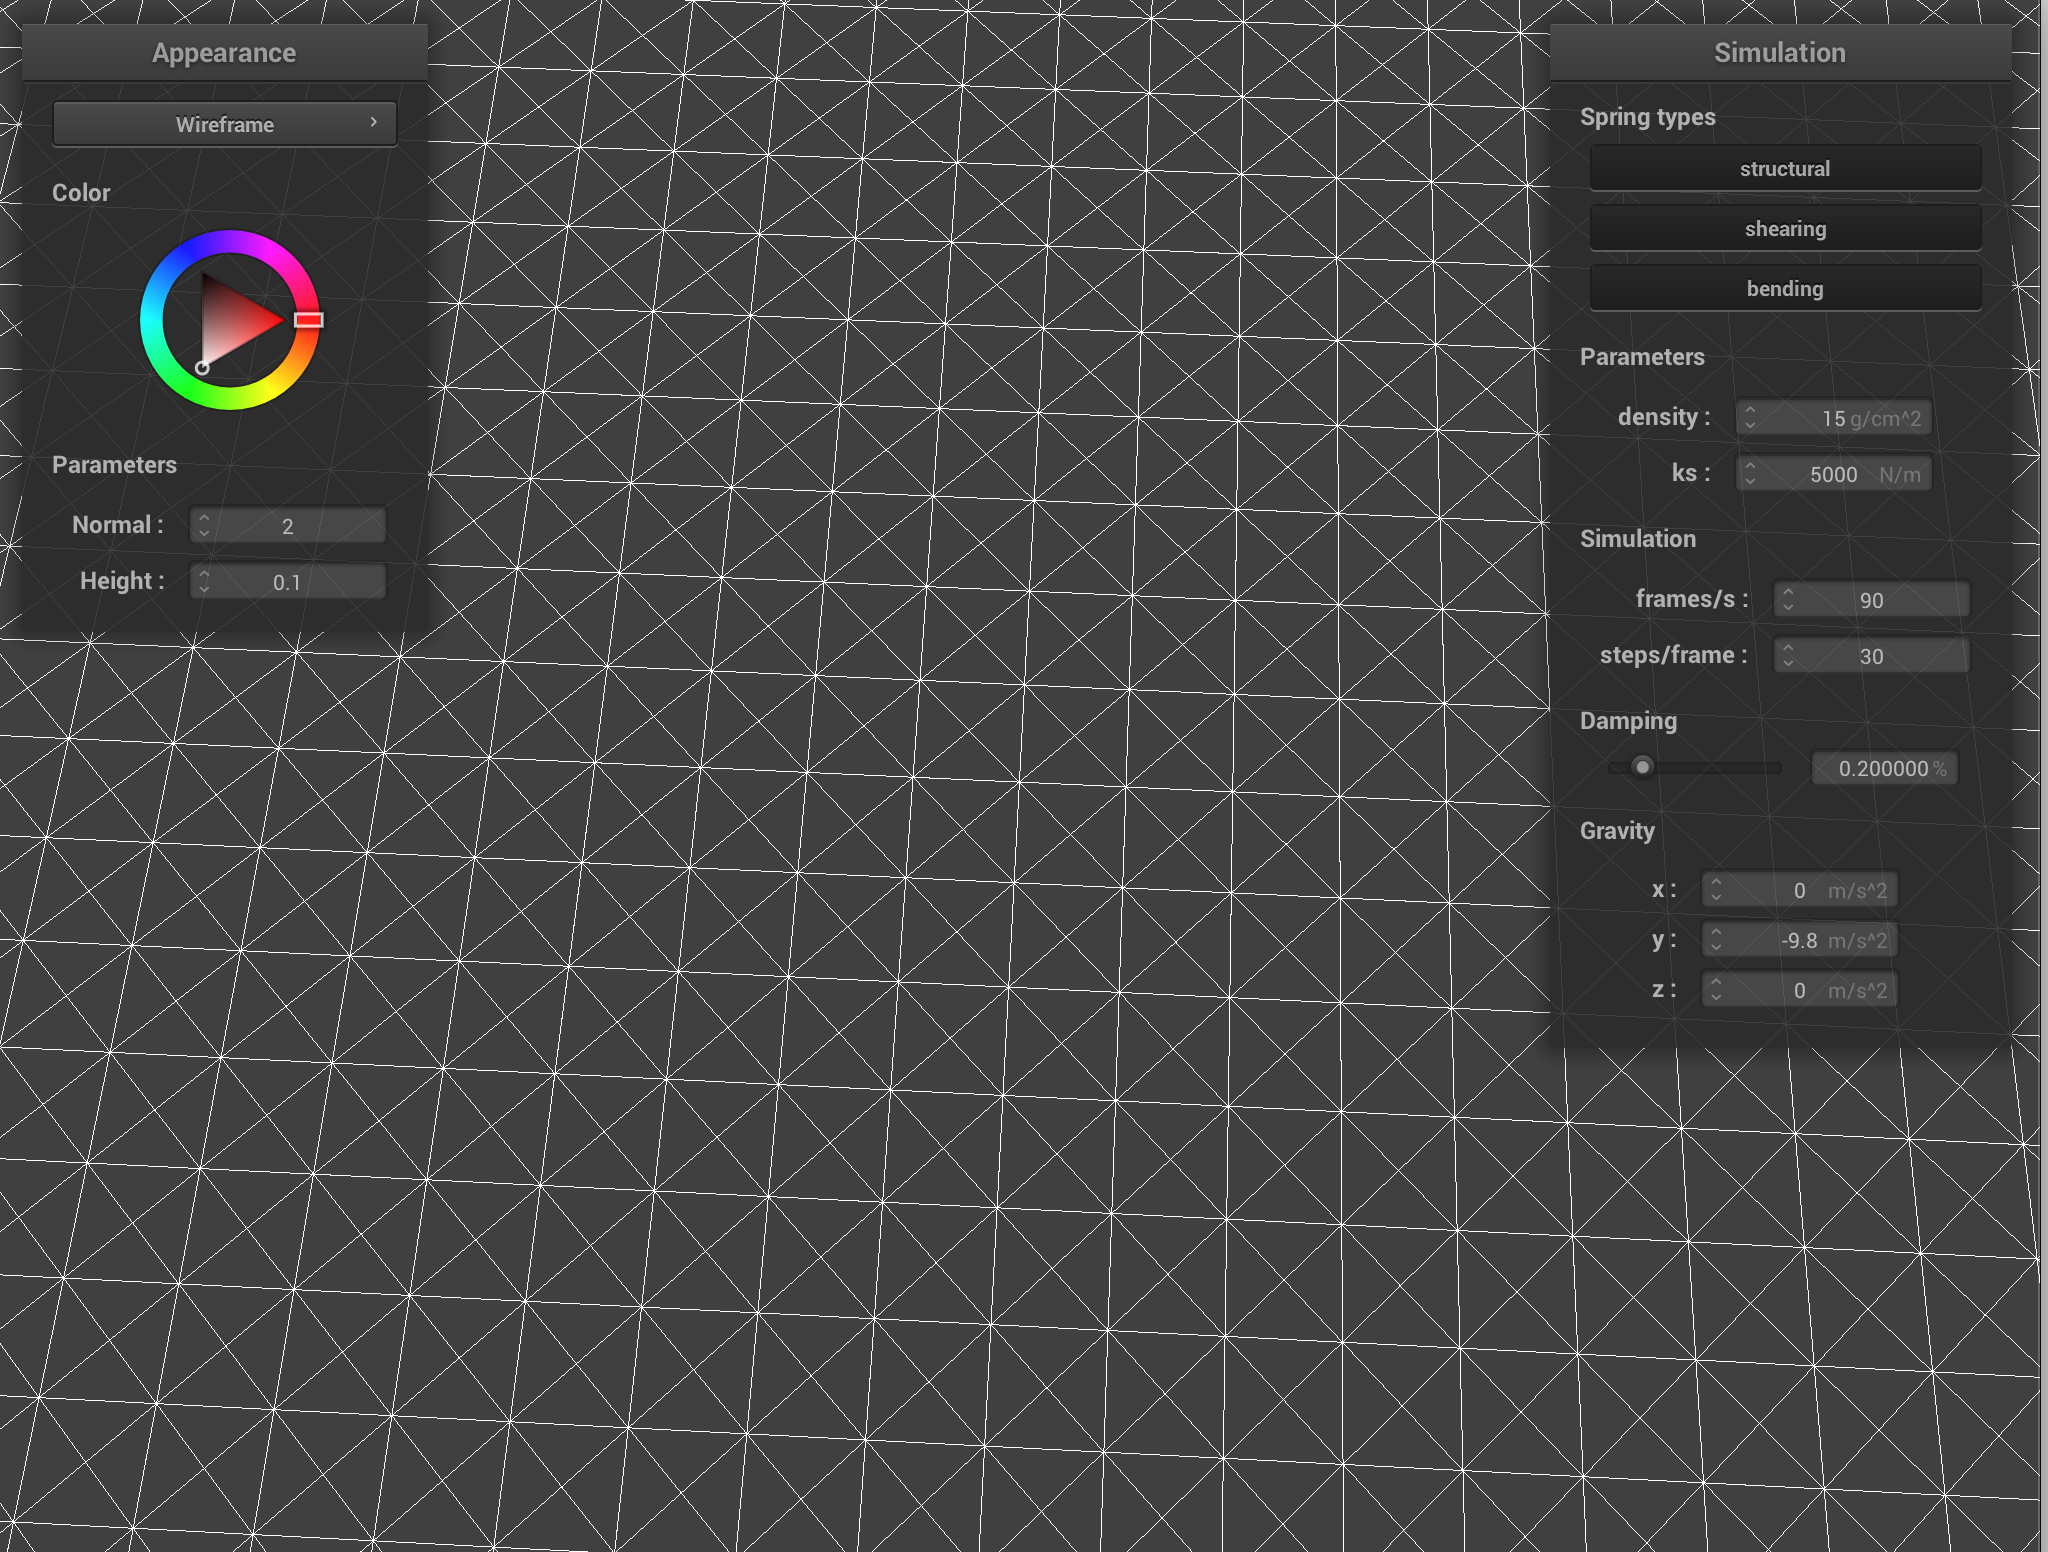 Appearance
Wireframe
Color
Parameters
Normal : 2
Height : 0.1
Simulation
Spring types
structural
shearing
bending
Parameters
density : 15 g/cm^2
ks : 5000 N/m
Simulation
frames/s : 90
steps/frame : 30
Damping
0.200000 %
Gravity
x : 0 m/s^2
y : -9.8 m/s^2
z : 0 m/s^2